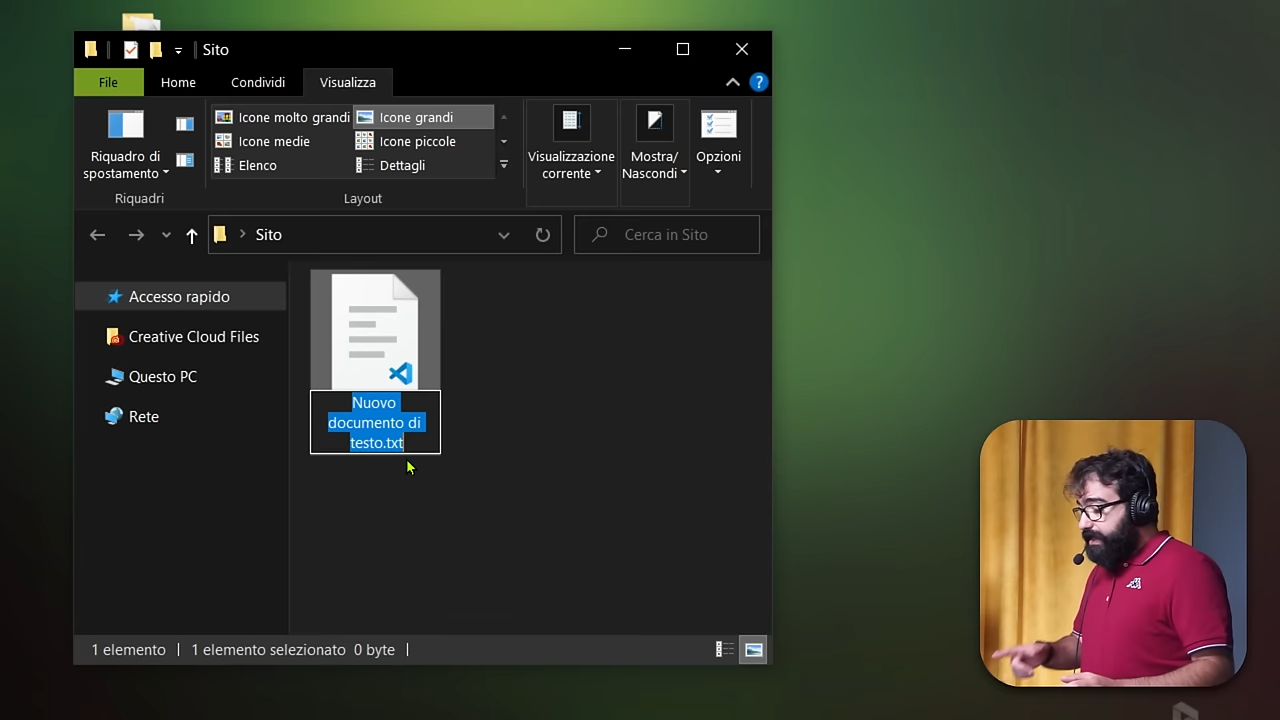 Sito
File
Home
Condividi
Visualizza
?
Riquadro di
spostamento
Icone molto grandi
Icone grandi
Icone medie
Icone piccole
Elenco
Dettagli
Visualizzazione
corrente
Mostra/
Nascondi
Opzioni
Riquadri
Layout
Sito
Cerca in Sito
Accesso rapido
Creative Cloud Files
Questo PC
Rete
Nuovo
documento di
testo.txt
1 elemento
1 elemento selezionato 0 byte